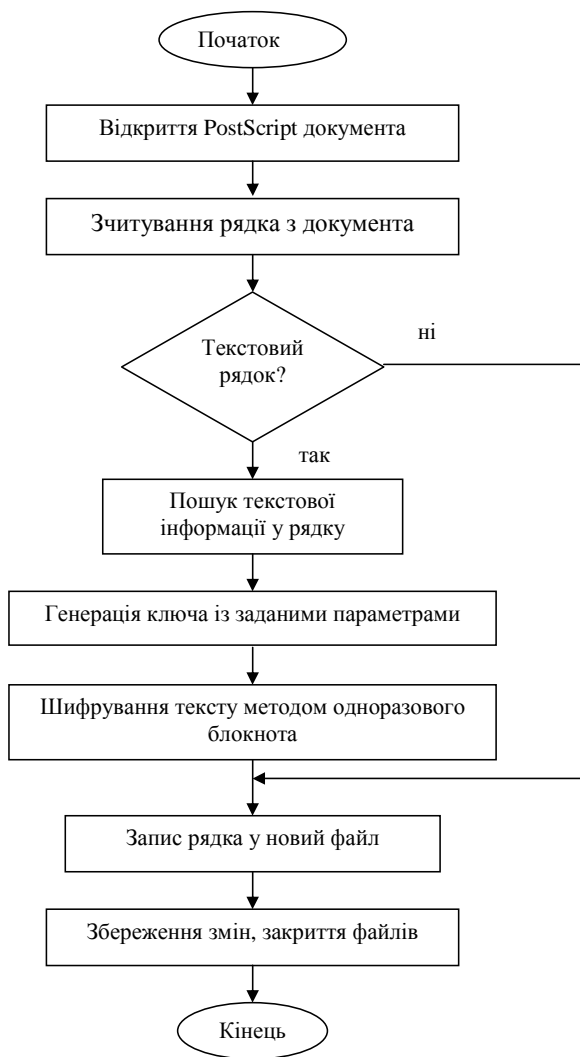 Початок
Відкриття PostScript документа
Зчитування рядка з документа
Текстовий
рядок?
ні
так
Пошук текстової
інформації у рядку
Генерація ключа із заданими параметрами
Шифрування тексту методом одноразового
блокнота
Запис рядка у новий файл
Збереження змін, закриття файлів
Кінець